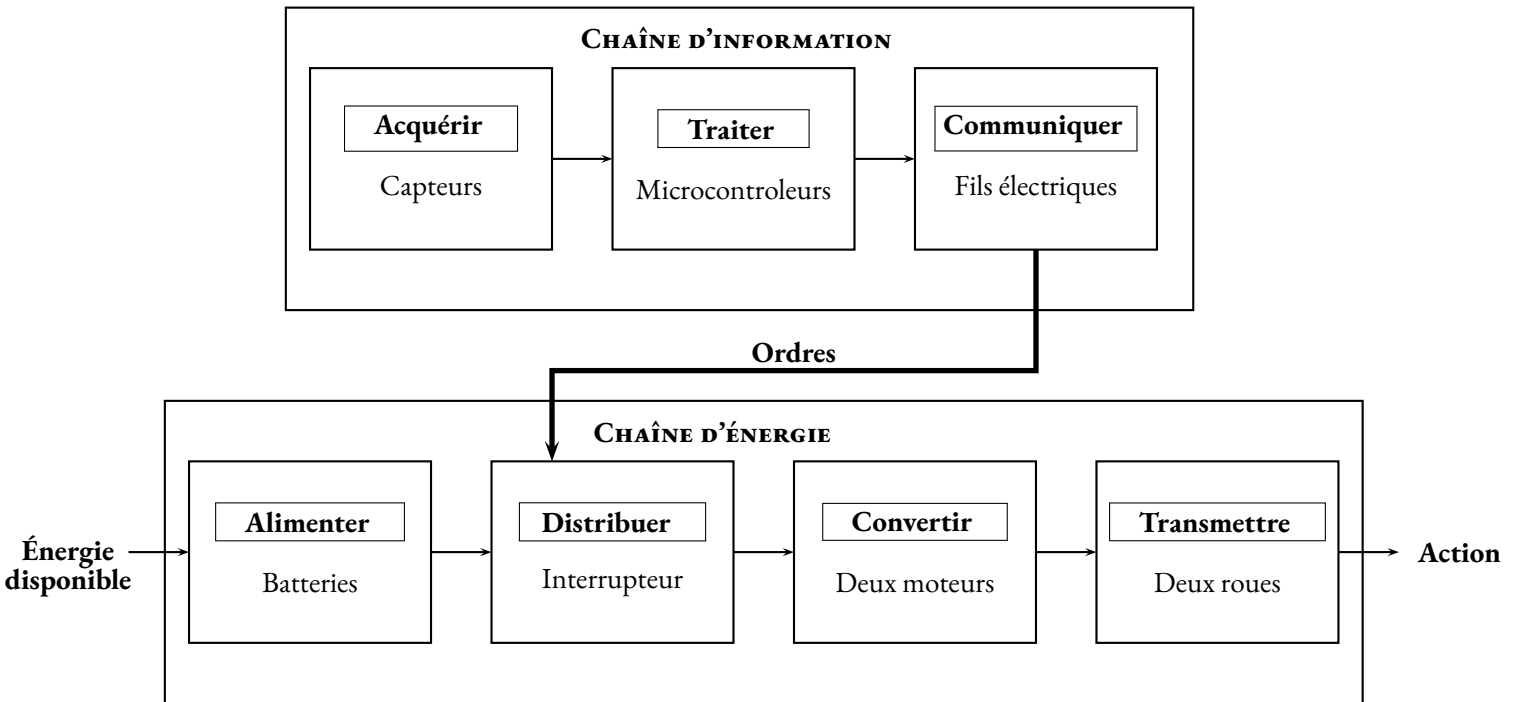 CHAÎNE D'INFORMATION
Acquérir
Capteurs
Traiter
Microcontroleurs
Communiquer
Fils électriques
Ordres
CHAÎNE D'ÉNERGIE
Énergie
disponible
Alimenter
Batteries
Distribuer
Interrupteur
Convertir
Deux moteurs
Transmettre
Deux roues
Action